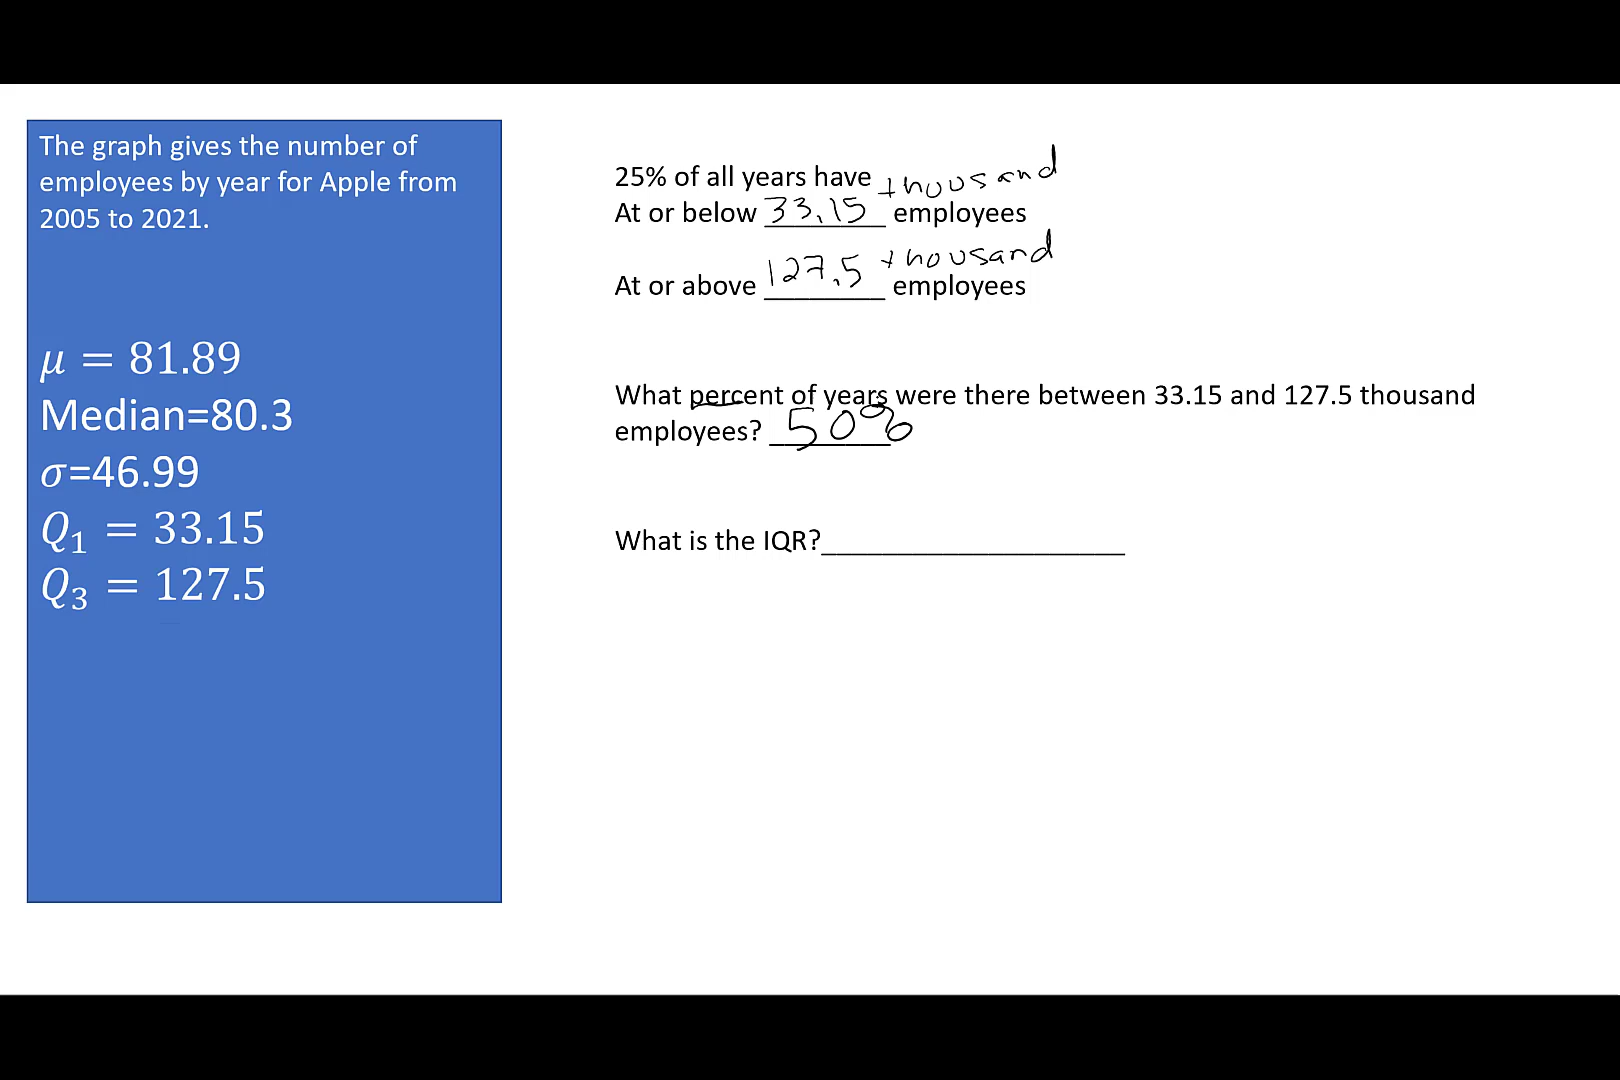 The graph gives the number of
employees by year for Apple from
2005 to 2021.
μ = 81.89
Median=80.3
σ=46.99
Q₁ = 33.15
Q₃ = 127.5
25% of all years have thousand
At or below 33.15 employees
thousand
At or above 127.5 employees
What percent of years were there between 33.15 and 127.5 thousand
employees? 50%
What is the IQR?____________________